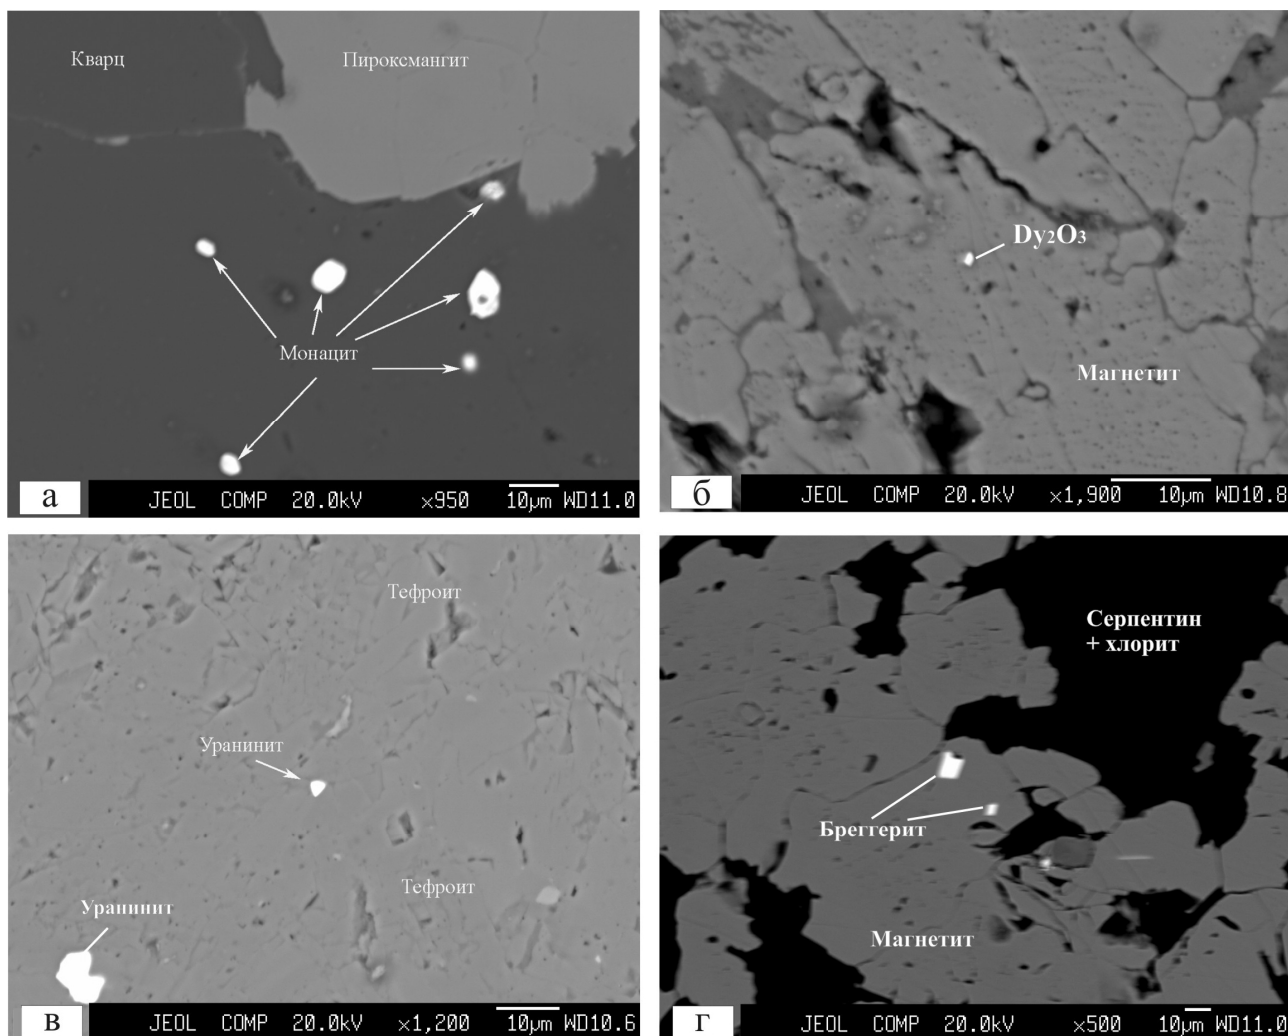 Кварц
Пироксмангит
Монацит
а
JEOL COMP 20.0kV ×950 10µm WD11.0
Dy₂O₃
Магнетит
б
JEOL COMP 20.0kV ×1,900 10µm WD10.8
Тефроит
Уранинит
Тефроит
Уранинит
в
JEOL COMP 20.0kV ×1,200 10µm WD10.6
Серпентин
+ хлорит
Бреггерит
Магнетит
г
JEOL COMP 20.0kV ×500 10µm